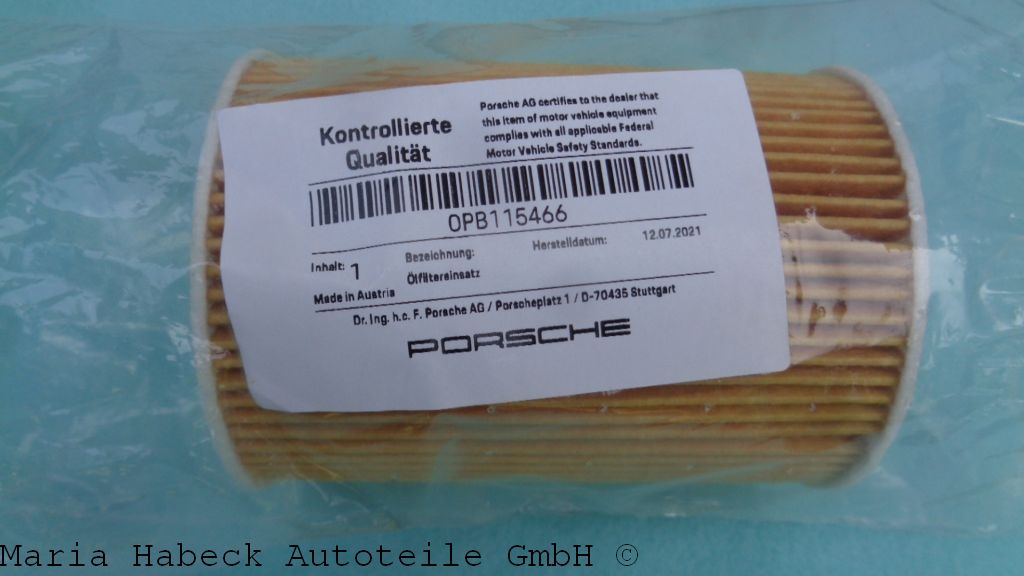 Kontrollierte
Qualität
Porsche AG certifies to the dealer that
this item of motor vehicle equipment
complies with all applicable Federal
Motor Vehicle Safety Standards.
0PB115466
Inhalt: 1
Bezeichnung:
Ölfiltereinsatz
Herstelldatum:
12.07.2021
Made in Austria
Dr. Ing. h.c. F. Porsche AG / Porscheplatz 1 / D-70435 Stuttgart
PORSCHE
Maria Habeck Autoteile GmbH ©